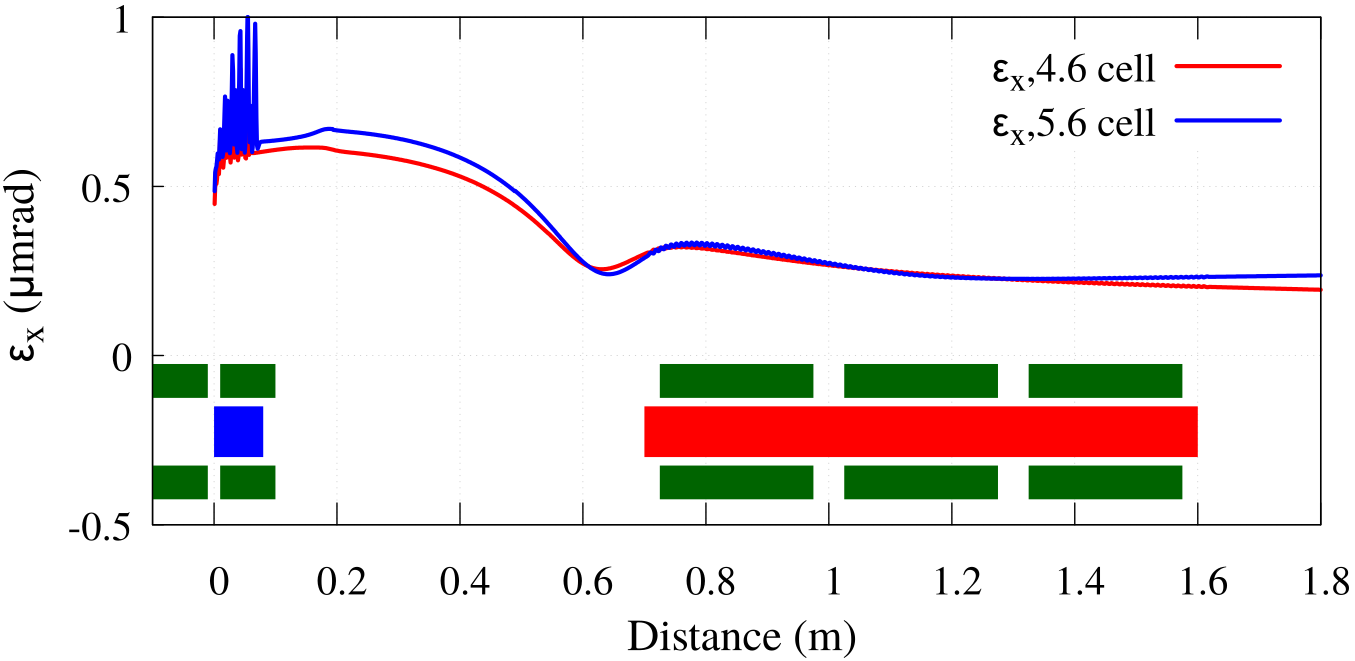 εx (μmrad)
1
0.5
0
-0.5
εx,4.6 cell
εx,5.6 cell
0 0.2 0.4 0.6 0.8 1 1.2 1.4 1.6 1.8
Distance (m)